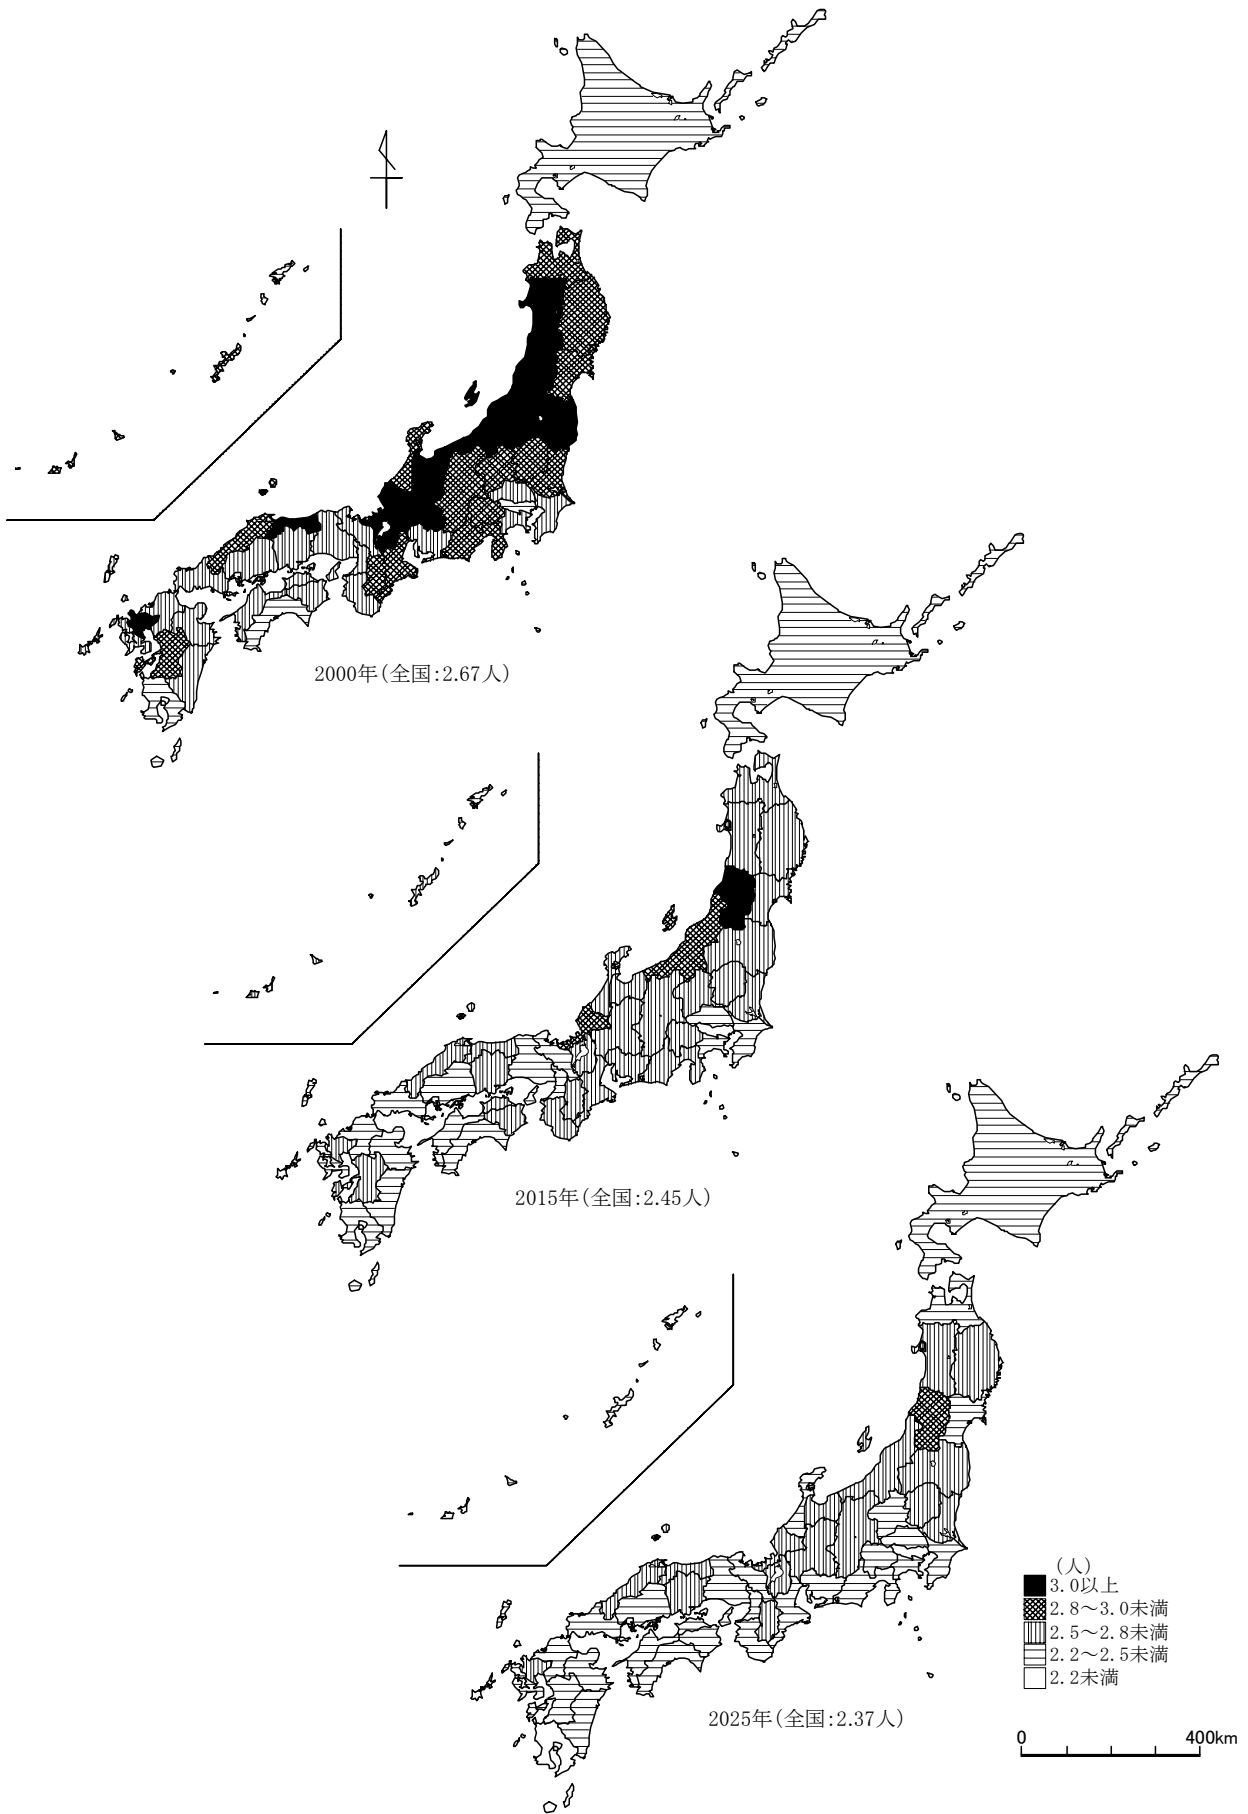 2000年（全国：2.67人）
2015年（全国：2.45人）
（人）
3.0以上
2.8～3.0未満
2.5～2.8未満
2.2～2.5未満
2.2未満
2025年（全国：2.37人）
0 400km